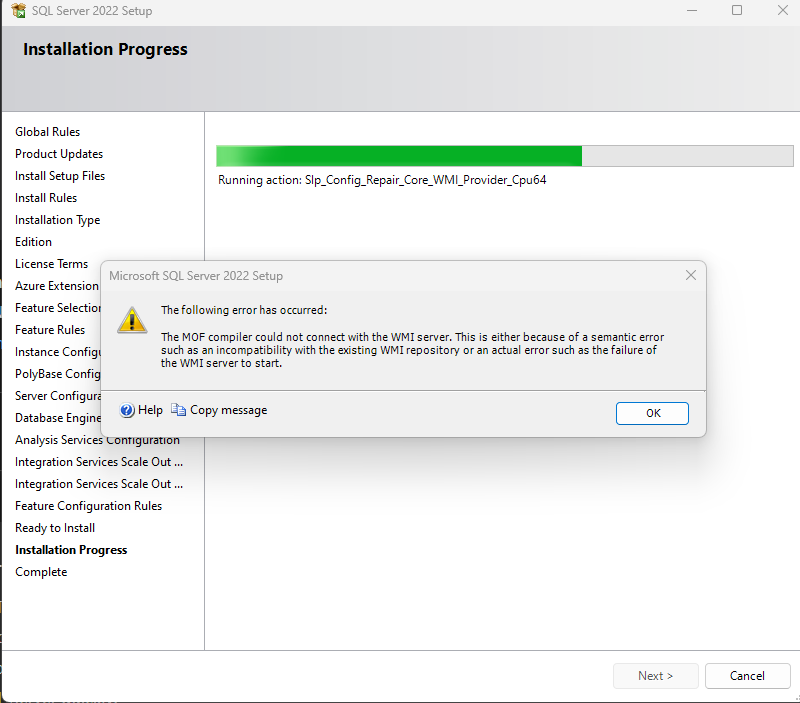 SQL Server 2022 Setup
Installation Progress
Global Rules
Product Updates
Install Setup Files
Install Rules
Installation Type
Edition
License Terms
Azure Extension
Feature Selection
Feature Rules
Instance Configu
PolyBase Config
Server Configura
Database Engine
Analysis Services Configuration
Integration Services Scale Out ...
Integration Services Scale Out ...
Feature Configuration Rules
Ready to Install
Installation Progress
Complete
Running action: Slp_Config_Repair_Core_WMI_Provider_Cpu64
Microsoft SQL Server 2022 Setup
The following error has occurred:
The MOF compiler could not connect with the WMI server. This is either because of a semantic error
such as an incompatibility with the existing WMI repository or an actual error such as the failure of
the WMI server to start.
Help
Copy message
OK
Next >
Cancel